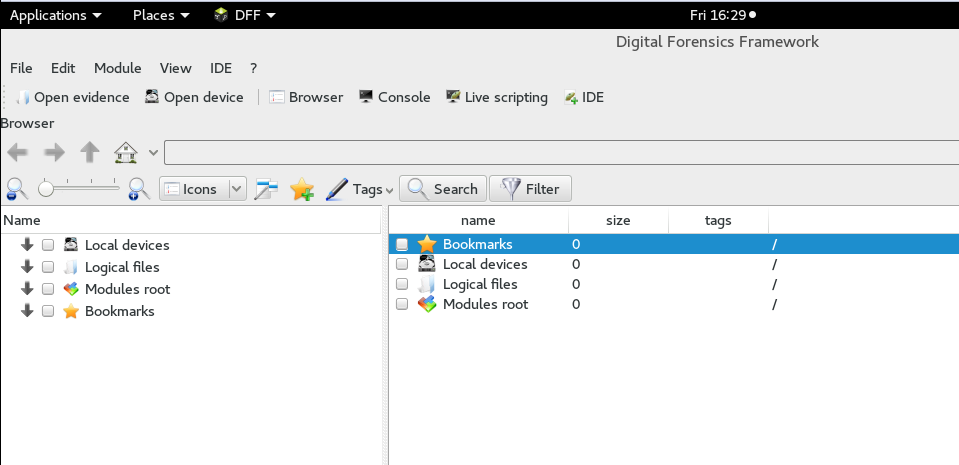 Applications Places DFF Fri 16:29
Digital Forensics Framework
File Edit Module View IDE ?
Open evidence Open device Browser Console Live scripting IDE
Browser
Icons Tags Search Filter
Name
Local devices
Logical files
Modules root
Bookmarks
name size tags
Bookmarks 0 /
Local devices 0 /
Logical files 0 /
Modules root 0 /